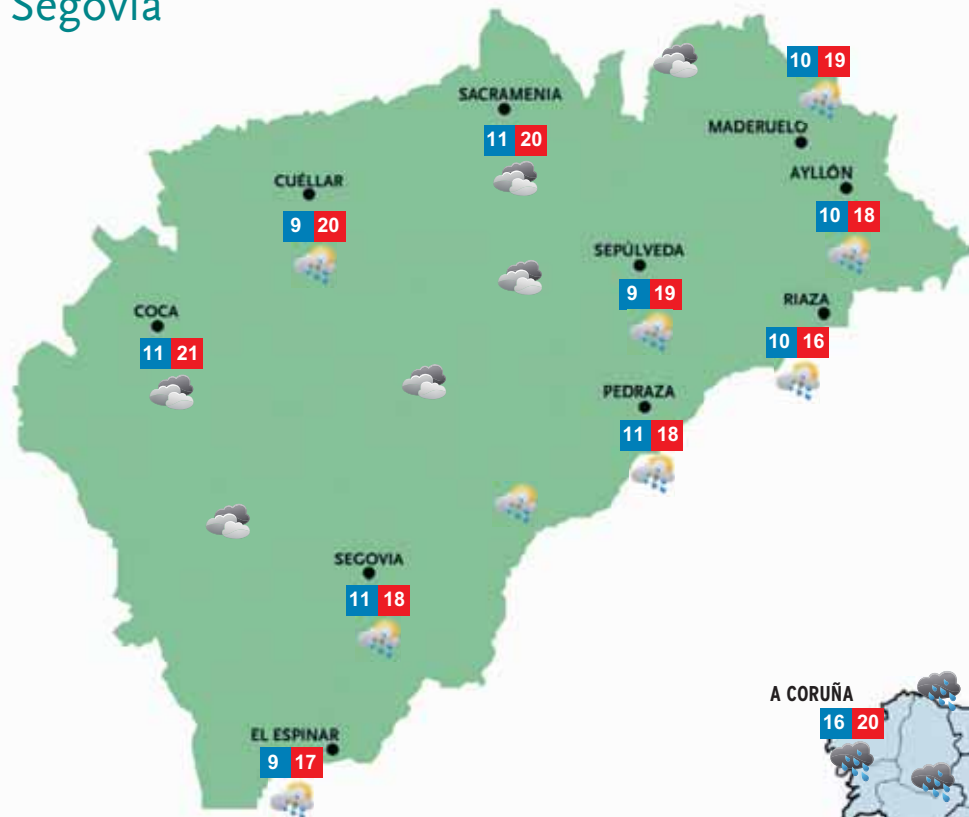 Segovia
10 19
SACRAMENIA
11 20
MADERUELO
AYLLÓN
10 18
CUÉLLAR
9 20
SEPÚLVEDA
9 19
RIAZA
10 16
COCA
11 21
PEDRAZA
11 18
SEGOVIA
11 18
EL ESPINAR
9 17
A CORUÑA
16 20